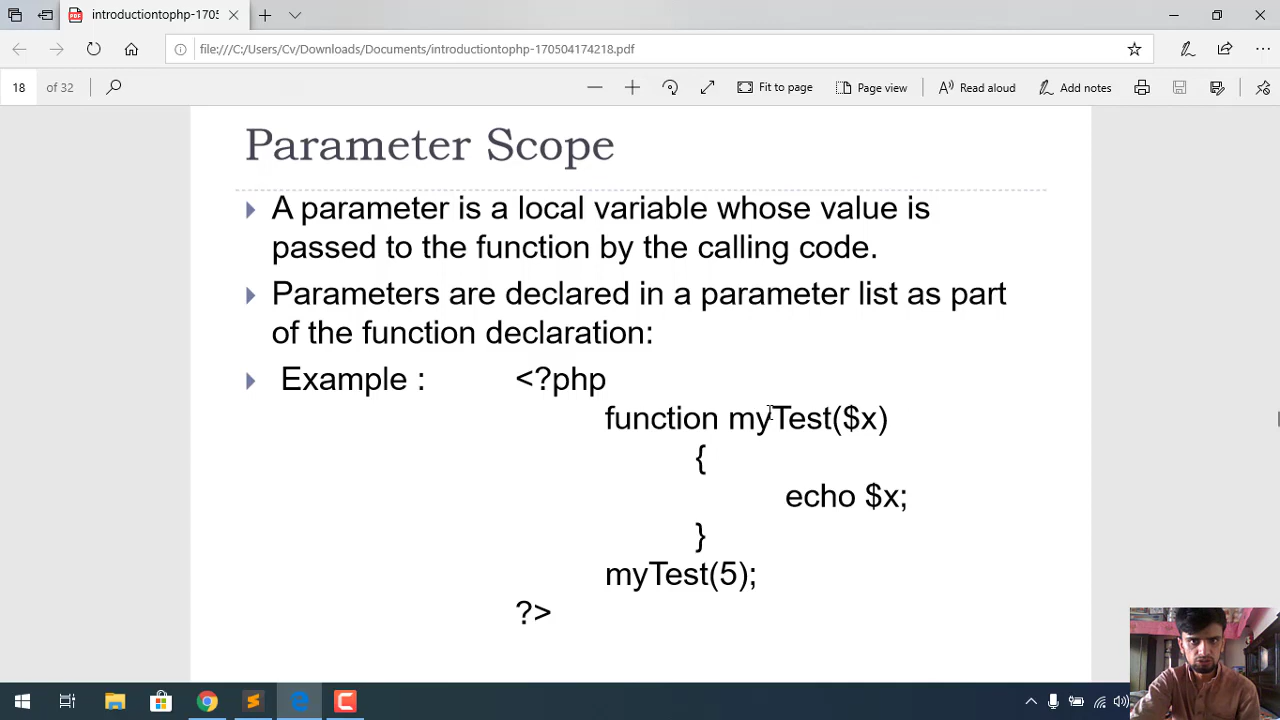 introductiontophp-1705
file:///C:/Users/Cv/Downloads/Documents/introductiontophp-170504174218.pdf
18 of 32
Fit to page
Page view
Read aloud
Add notes
Parameter Scope
A parameter is a local variable whose value is
passed to the function by the calling code.
Parameters are declared in a parameter list as part
of the function declaration:
Example : <?php
function myTest($x)
{
echo $x;
}
myTest(5);
?>